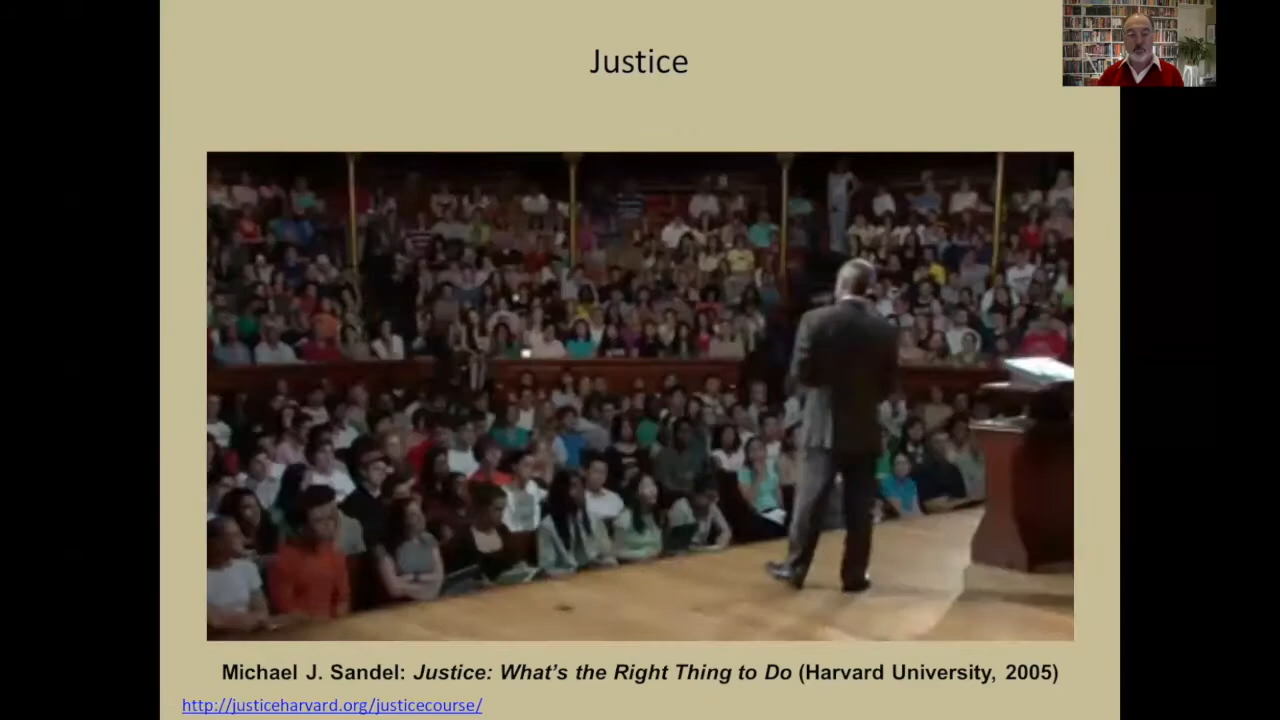 Justice
Michael J. Sandel: Justice: What's the Right Thing to Do (Harvard University, 2005)
http://justiceharvard.org/justicecourse/